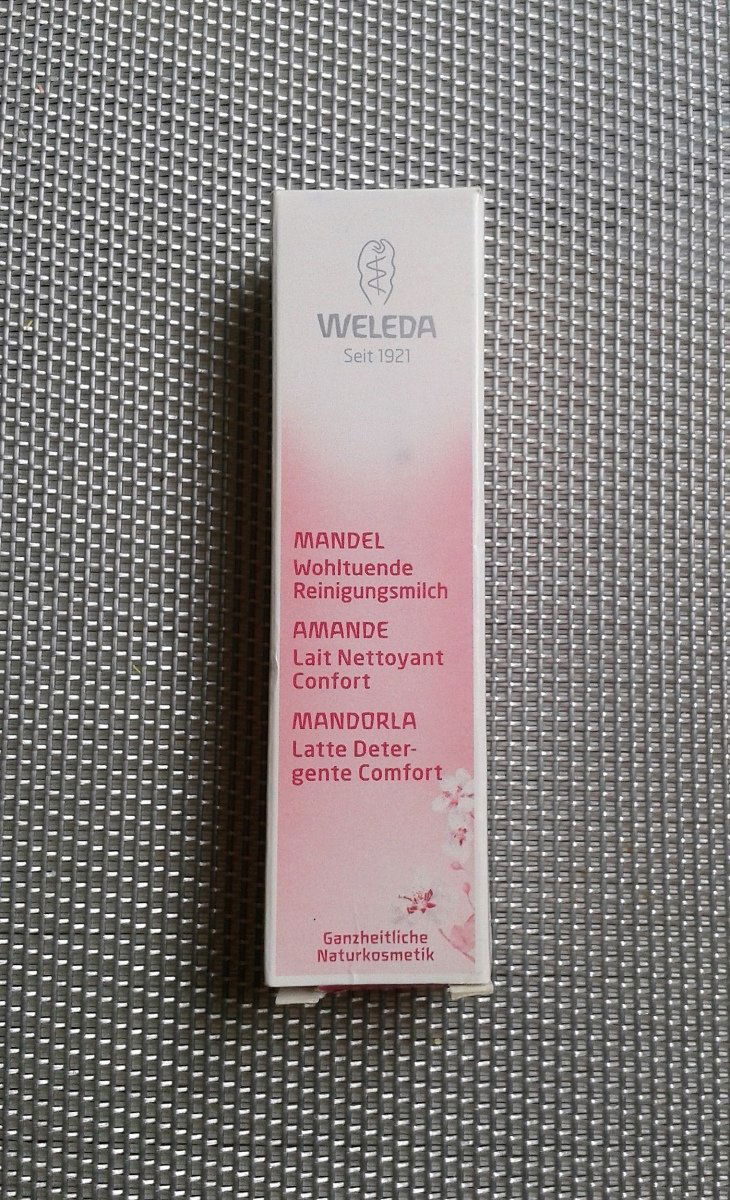 WELEDA
Seit 1921
MANDEL
Wohltuende
Reinigungsmilch
AMANDE
Lait Nettoyant
Confort
MANDORLA
Latte Deter-
gente Comfort
Ganzheitliche
Naturkosmetik